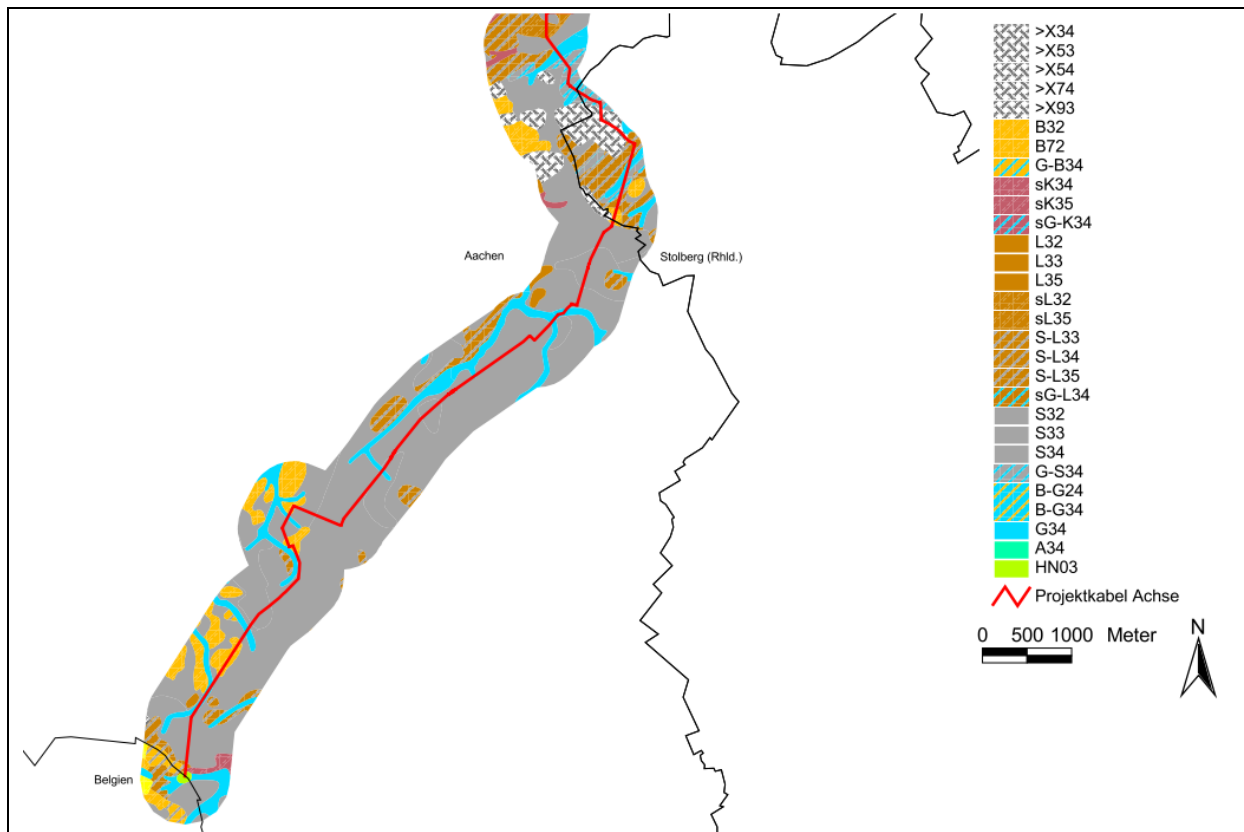 >X34
>X53
>X54
>X74
>X93
B32
B72
G-B34
sK34
sK35
sG-K34
L32
L33
L35
sL32
sL35
S-L33
S-L34
S-L35
sG-L34
S32
S33
S34
G-S34
B-G24
B-G34
G34
A34
HN03
Projektkabel Achse
0 500 1000 Meter
N
Aachen
Stolberg (Rhld.)
Belgien